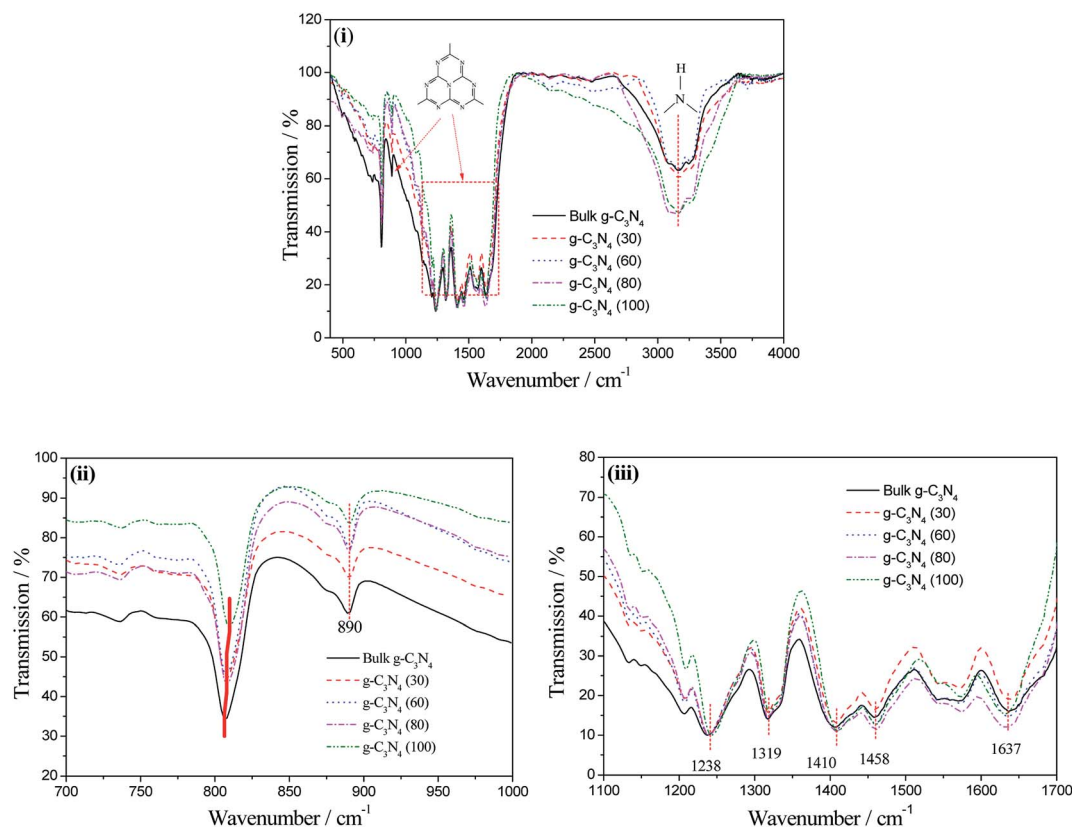 (i)
H
N
N N
N N N
N N
Transmission / %
120
100
80
60
40
20
0
Bulk g-C₃N₄
g-C₃N₄ (30)
g-C₃N₄ (60)
g-C₃N₄ (80)
g-C₃N₄ (100)
500 1000 1500 2000 2500 3000 3500 4000
Wavenumber / cm⁻¹
(ii)
Transmission / %
100
90
80
70
60
50
40
30
20
890
Bulk g-C₃N₄
g-C₃N₄ (30)
g-C₃N₄ (60)
g-C₃N₄ (80)
g-C₃N₄ (100)
700 750 800 850 900 950 1000
Wavenumber / cm⁻¹
(iii)
Transmission / %
80
70
60
50
40
30
20
10
0
Bulk g-C₃N₄
g-C₃N₄ (30)
g-C₃N₄ (60)
g-C₃N₄ (80)
g-C₃N₄ (100)
1238 1319 1410 1458 1637
1100 1200 1300 1400 1500 1600 1700
Wavenumber / cm⁻¹